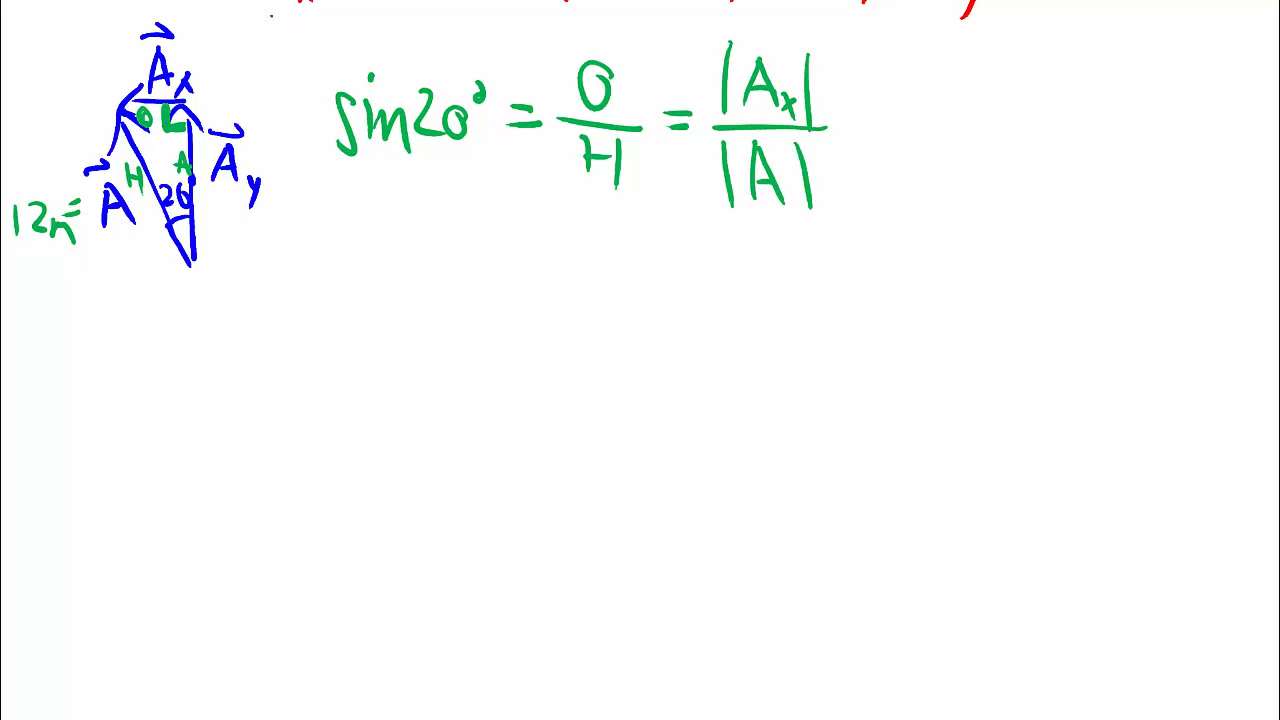 A⃗x
sin20° = O/H = |Ax|/|A|
O
A⃗y
H A
12m = A⃗ 20